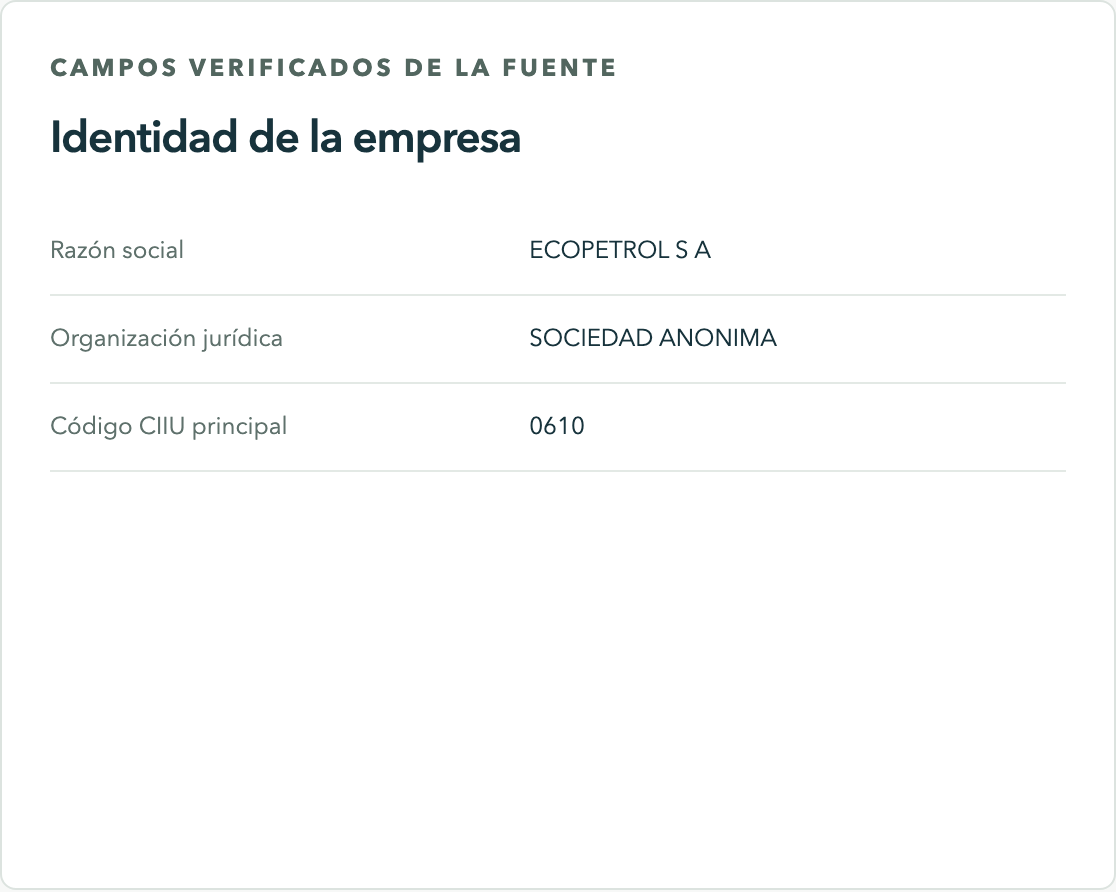 CAMPOS VERIFICADOS DE LA FUENTE
Identidad de la empresa
Razón social ECOPETROL S A
Organización jurídica SOCIEDAD ANONIMA
Código CIIU principal 0610